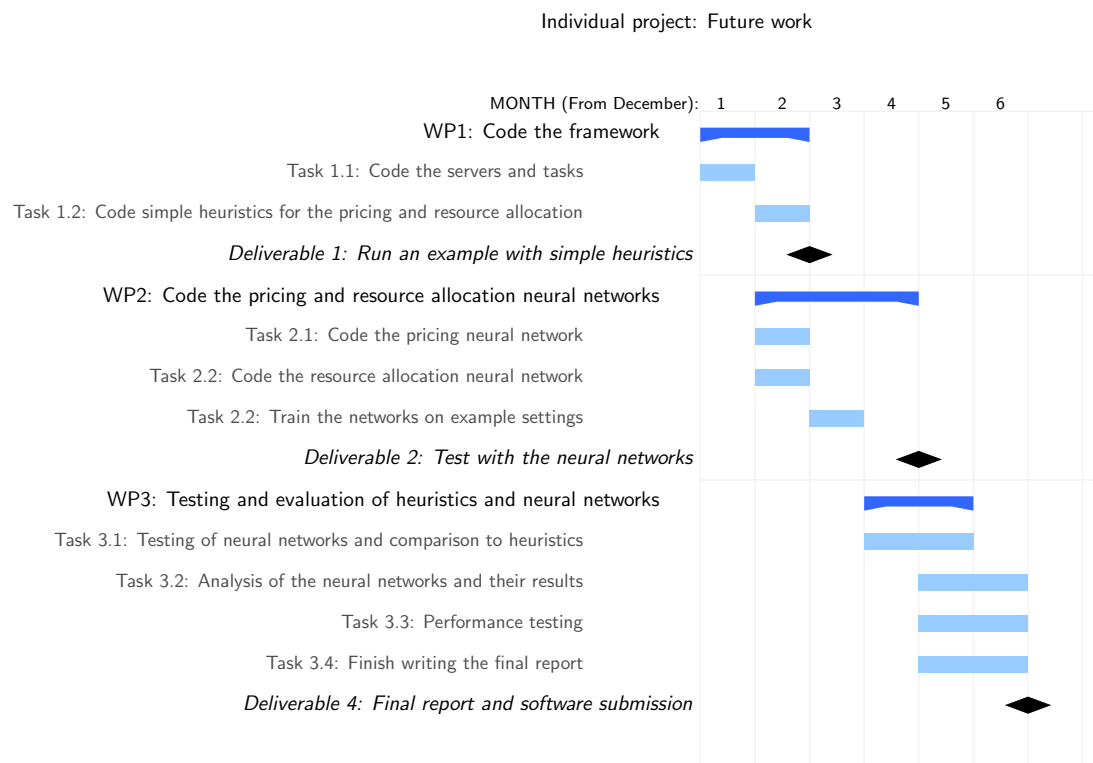 Individual project: Future work
MONTH (From December): 1 2 3 4 5 6
WP1: Code the framework
Task 1.1: Code the servers and tasks
Task 1.2: Code simple heuristics for the pricing and resource allocation
Deliverable 1: Run an example with simple heuristics
WP2: Code the pricing and resource allocation neural networks
Task 2.1: Code the pricing neural network
Task 2.2: Code the resource allocation neural network
Task 2.2: Train the networks on example settings
Deliverable 2: Test with the neural networks
WP3: Testing and evaluation of heuristics and neural networks
Task 3.1: Testing of neural networks and comparison to heuristics
Task 3.2: Analysis of the neural networks and their results
Task 3.3: Performance testing
Task 3.4: Finish writing the final report
Deliverable 4: Final report and software submission